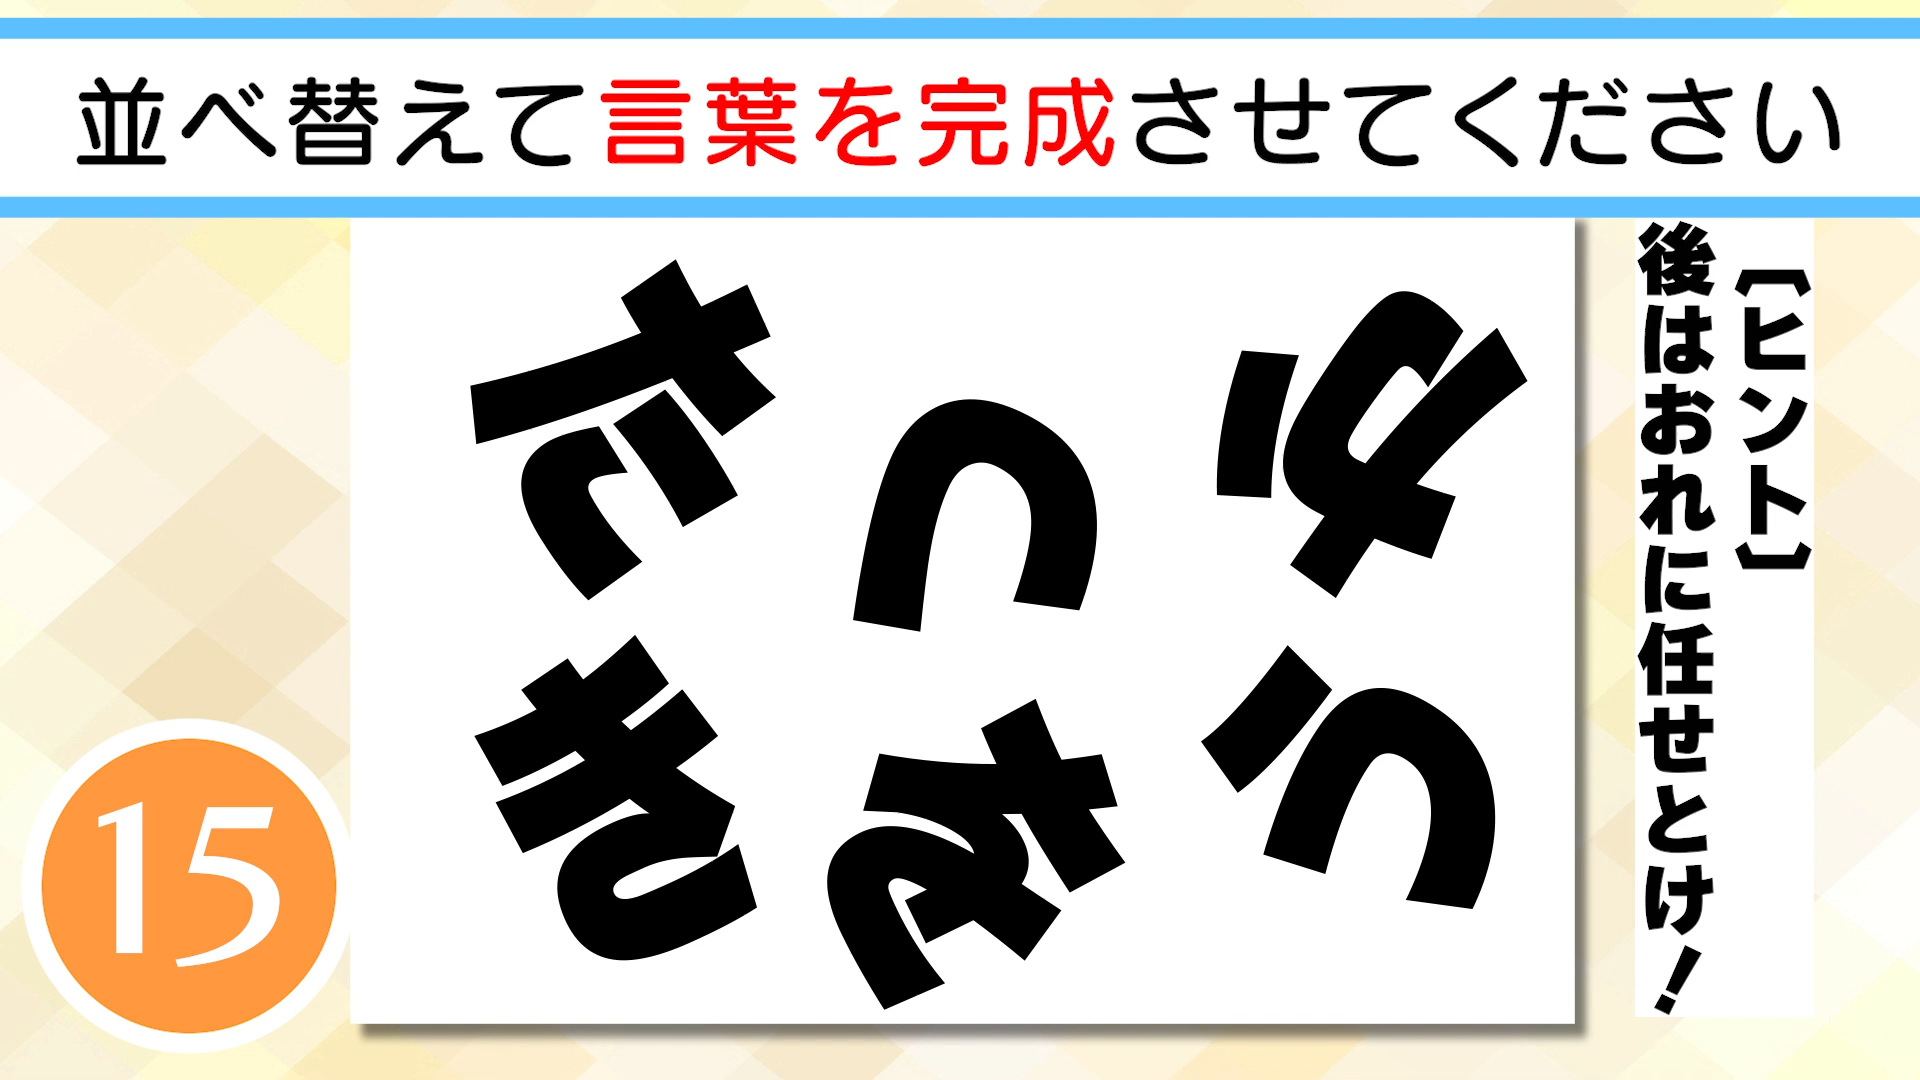 並べ替えて言葉を完成させてください
た つ か
き を う
【ヒント】
後はおれに任せとけ!
15